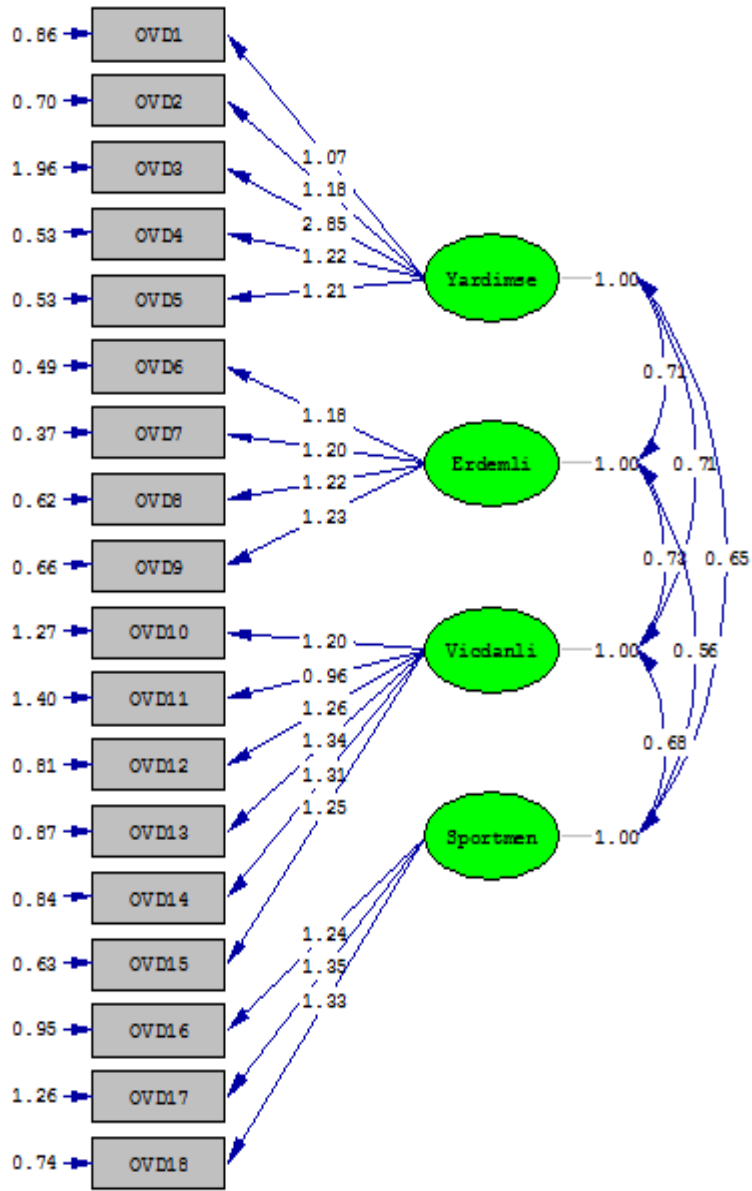 0.86 OVD1
0.70 OVD2
1.96 OVD3
0.53 OVD4
0.53 OVD5
0.49 OVD6
0.37 OVD7
0.62 OVD8
0.66 OVD9
1.27 OVD10
1.40 OVD11
0.81 OVD12
0.87 OVD13
0.84 OVD14
0.63 OVD15
0.95 OVD16
1.26 OVD17
0.74 OVD18
1.07
1.18
2.85
1.22
1.21
1.18
1.20
1.22
1.23
1.20
0.96
1.26
1.34
1.31
1.25
1.24
1.35
1.33
Yardimse 1.00
Erdemli 1.00
Vicdanli 1.00
Sportmen 1.00
0.71
0.71
0.73 0.65
0.56
0.68